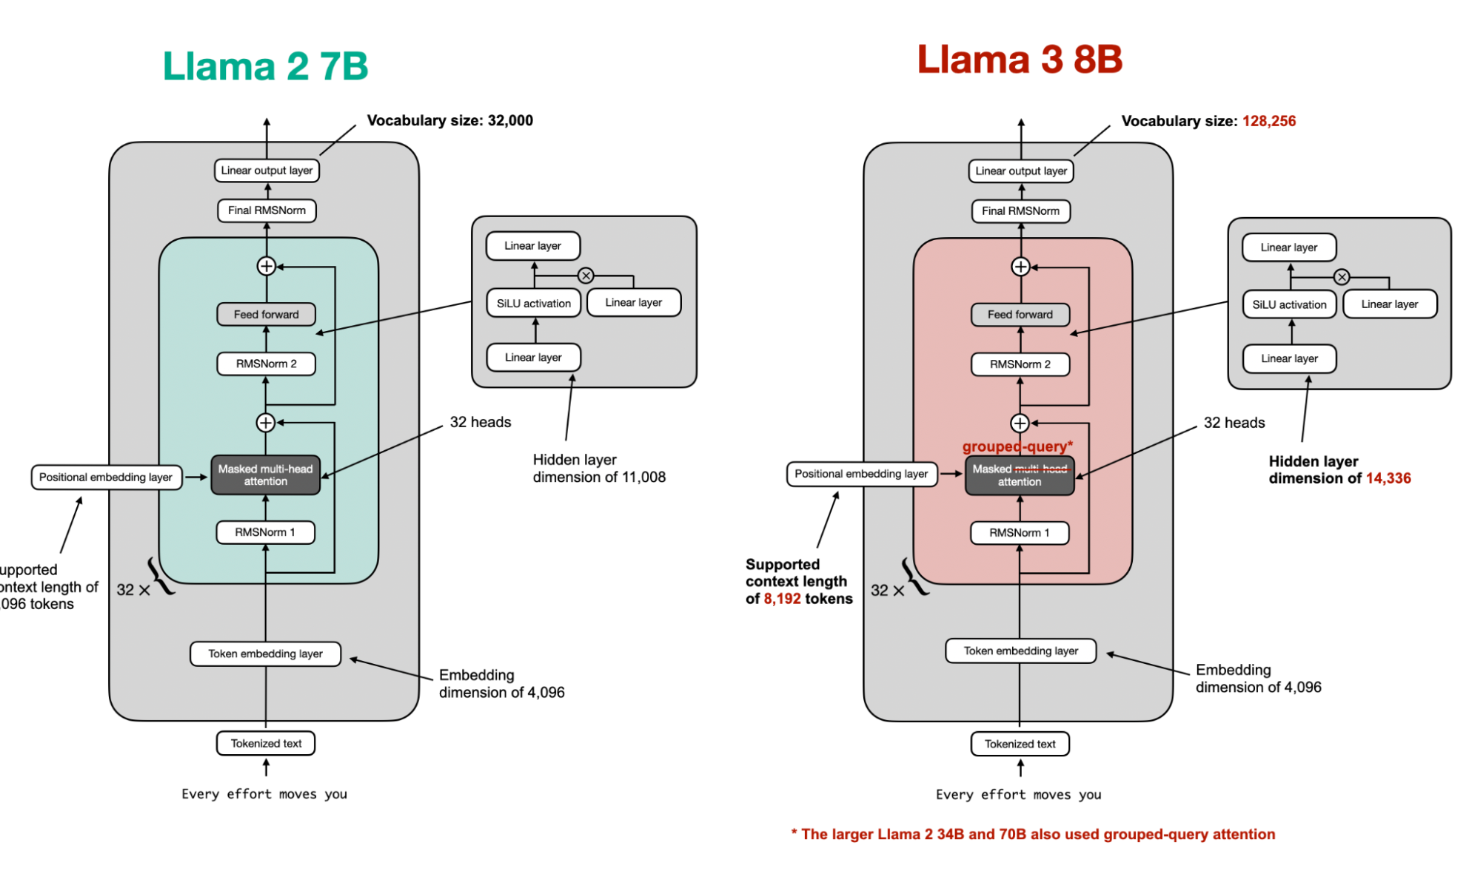 Llama 2 7B
Vocabulary size: 32,000
Linear output layer
Final RMSNorm
Linear layer
SiLU activation
Linear layer
Feed forward
Linear layer
RMSNorm 2
32 heads
Masked multi-head
attention
Positional embedding layer
Hidden layer
dimension of 11,008
RMSNorm 1
upported
ontext length of
,096 tokens
32 ×
Token embedding layer
Embedding
dimension of 4,096
Tokenized text
Every effort moves you
Llama 3 8B
Vocabulary size: 128,256
Linear output layer
Final RMSNorm
Linear layer
SiLU activation
Linear layer
Feed forward
Linear layer
RMSNorm 2
32 heads
grouped-query*
Masked multi-head
attention
Positional embedding layer
Hidden layer
dimension of 14,336
RMSNorm 1
Supported
context length
of 8,192 tokens
32 ×
Token embedding layer
Embedding
dimension of 4,096
Tokenized text
Every effort moves you
* The larger Llama 2 34B and 70B also used grouped-query attention